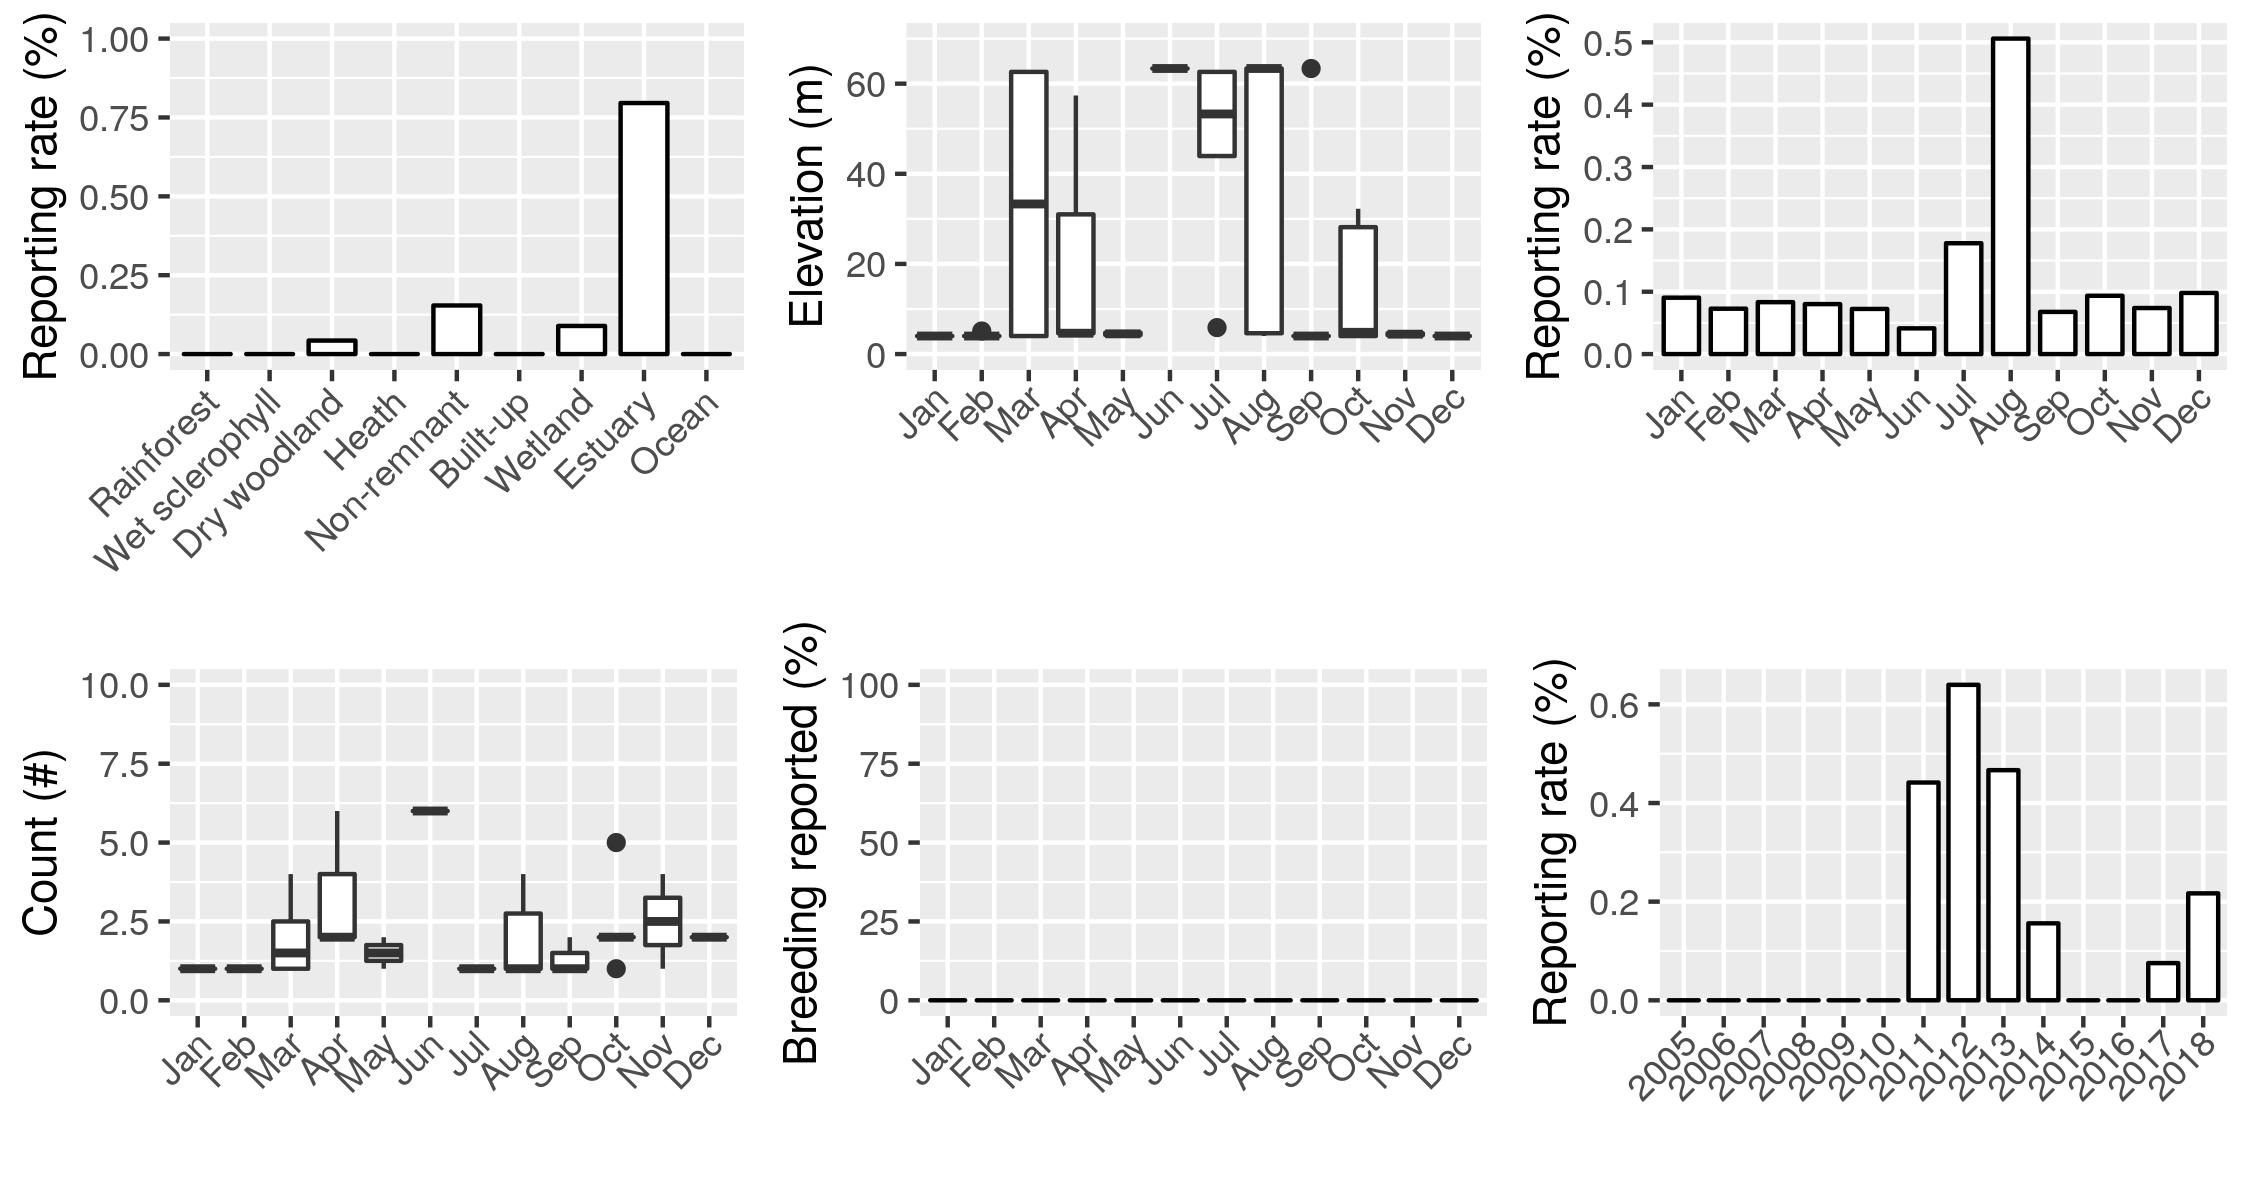 Reporting rate (%)
1.00
0.75
0.50
0.25
0.00
Rainforest
Wet sclerophyll
Dry woodland
Heath
Non-remnant
Built-up
Wetland
Estuary
Ocean
Elevation (m)
60
40
20
0
Jan
Feb
Mar
Apr
May
Jun
Jul
Aug
Sep
Oct
Nov
Dec
Reporting rate (%)
0.5
0.4
0.3
0.2
0.1
0.0
Jan
Feb
Mar
Apr
May
Jun
Jul
Aug
Sep
Oct
Nov
Dec
Count (#)
10.0
7.5
5.0
2.5
0.0
Jan
Feb
Mar
Apr
May
Jun
Jul
Aug
Sep
Oct
Nov
Dec
Breeding reported (%)
100
75
50
25
0
Jan
Feb
Mar
Apr
May
Jun
Jul
Aug
Sep
Oct
Nov
Dec
Reporting rate (%)
0.6
0.4
0.2
0.0
2005
2006
2007
2008
2009
2010
2011
2012
2013
2014
2015
2016
2017
2018